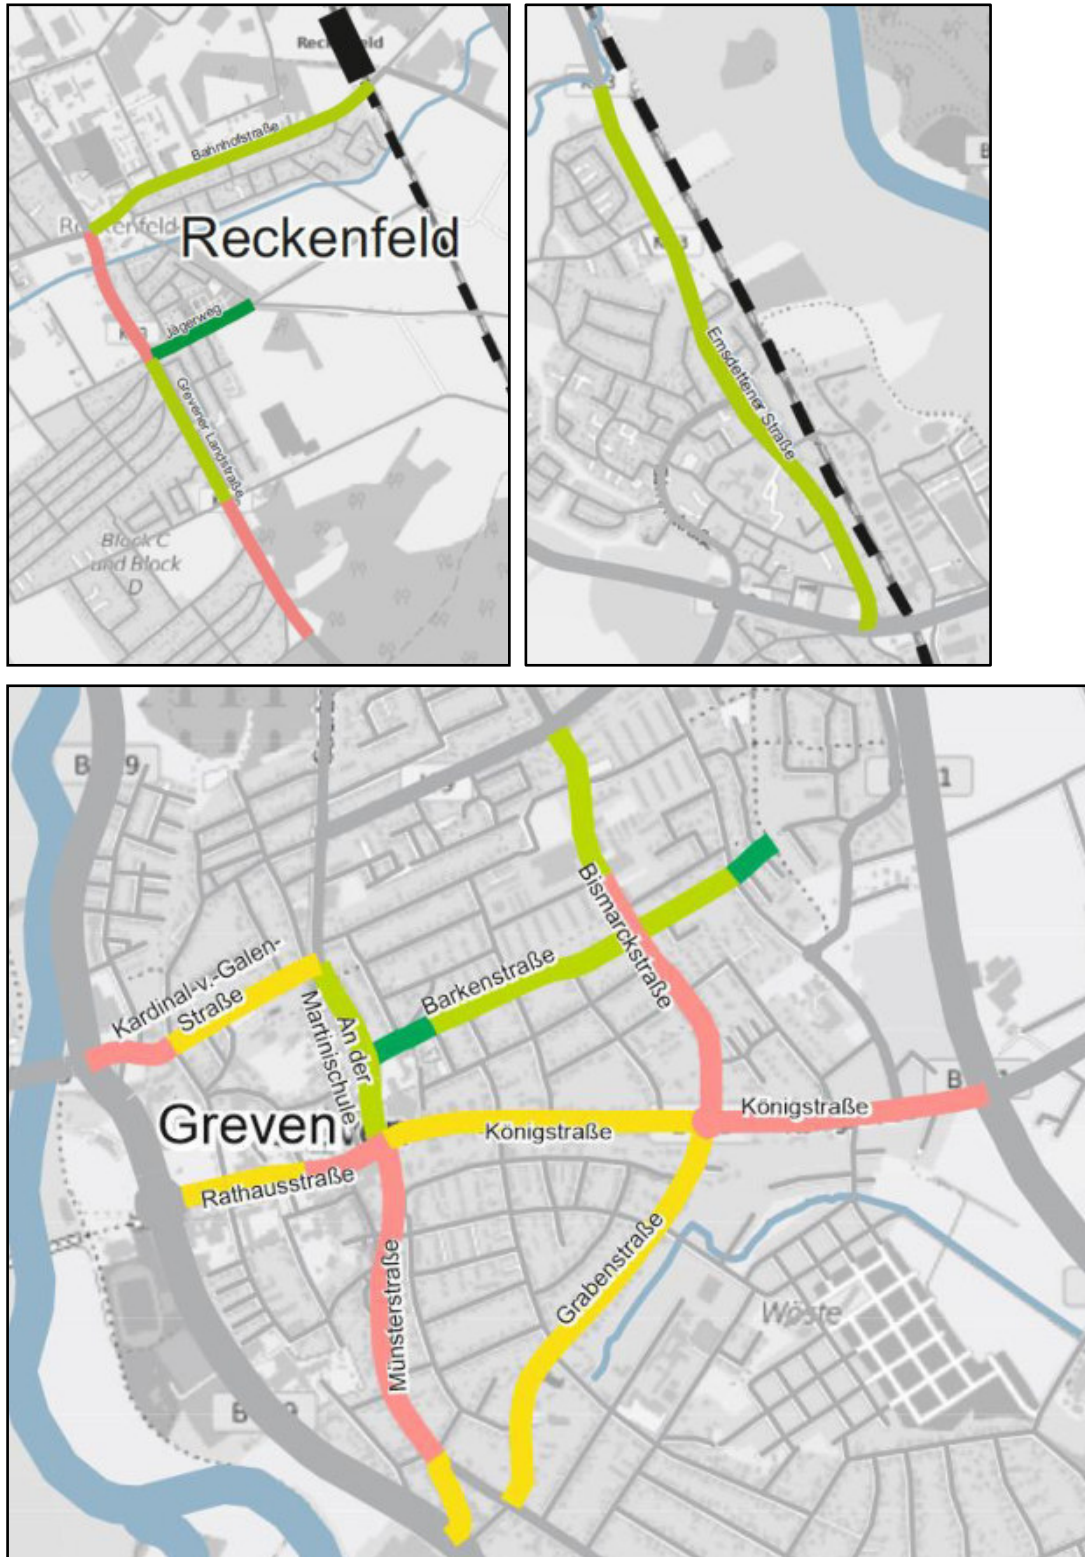 Reckenfeld
Bahnhofstraße
Reckenfeld
Reckenfeld
Jägerweg
Grevener Landstraße
Block C
und Block
D
Emsdettener Straße
Bismarckstraße
Barkenstraße
Kardinal-v.-Galen-
Straße
An der
Martinischule
Greven
Königstraße
Königstraße
Rathausstraße
Münsterstraße
Grabenstraße
Wöste